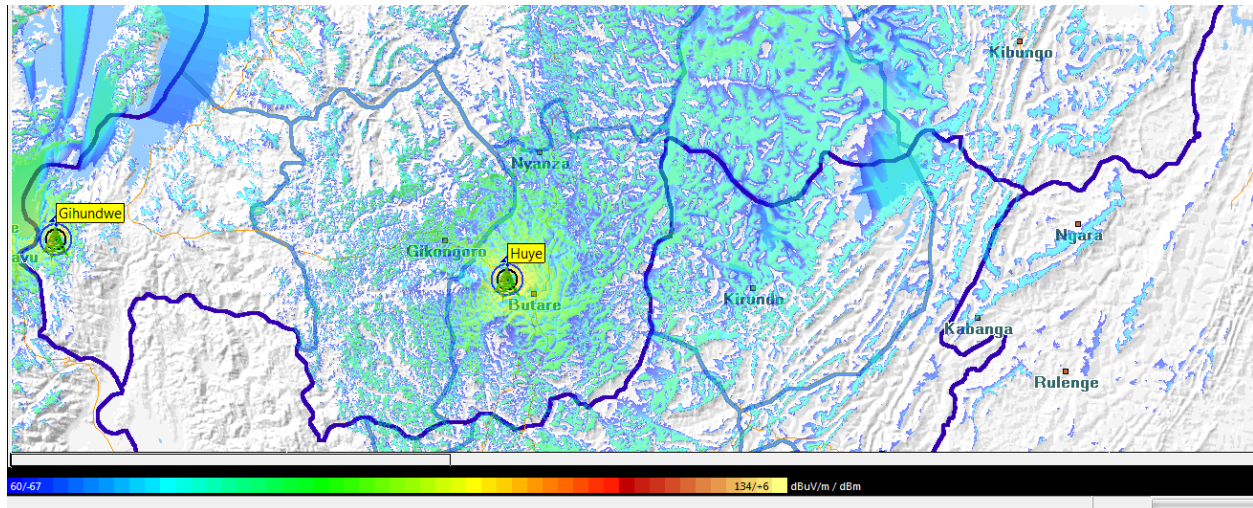 Kibungo
Nyanza
Gihundwe
Ngara
Gikongoro
Huye
Kirundo
Butare
Kabanga
Rulenge
60/-67
134/+6
dBuV/m / dBm